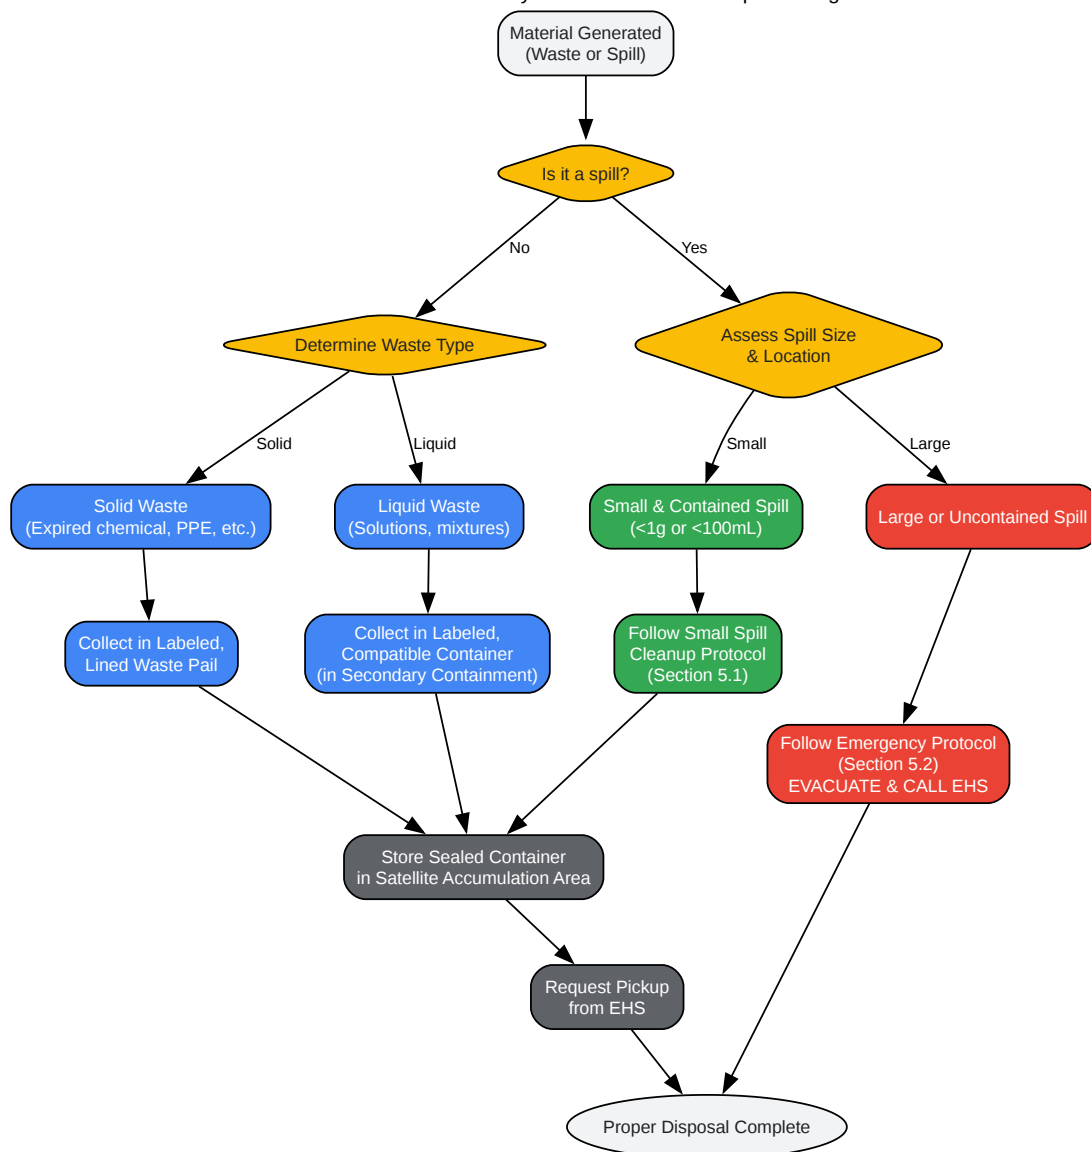 Material Generated
(Waste or Spill)
Is it a spill?
No
Yes
Determine Waste Type
Assess Spill Size
& Location
Solid
Liquid
Small
Large
Solid Waste
(Expired chemical, PPE, etc.)
Liquid Waste
(Solutions, mixtures)
Small & Contained Spill
(<1g or <100mL)
Large or Uncontained Spill
Collect in Labeled,
Lined Waste Pail
Collect in Labeled,
Compatible Container
(in Secondary Containment)
Follow Small Spill
Cleanup Protocol
(Section 5.1)
Follow Emergency Protocol
(Section 5.2)
EVACUATE & CALL EHS
Store Sealed Container
in Satellite Accumulation Area
Request Pickup
from EHS
Proper Disposal Complete